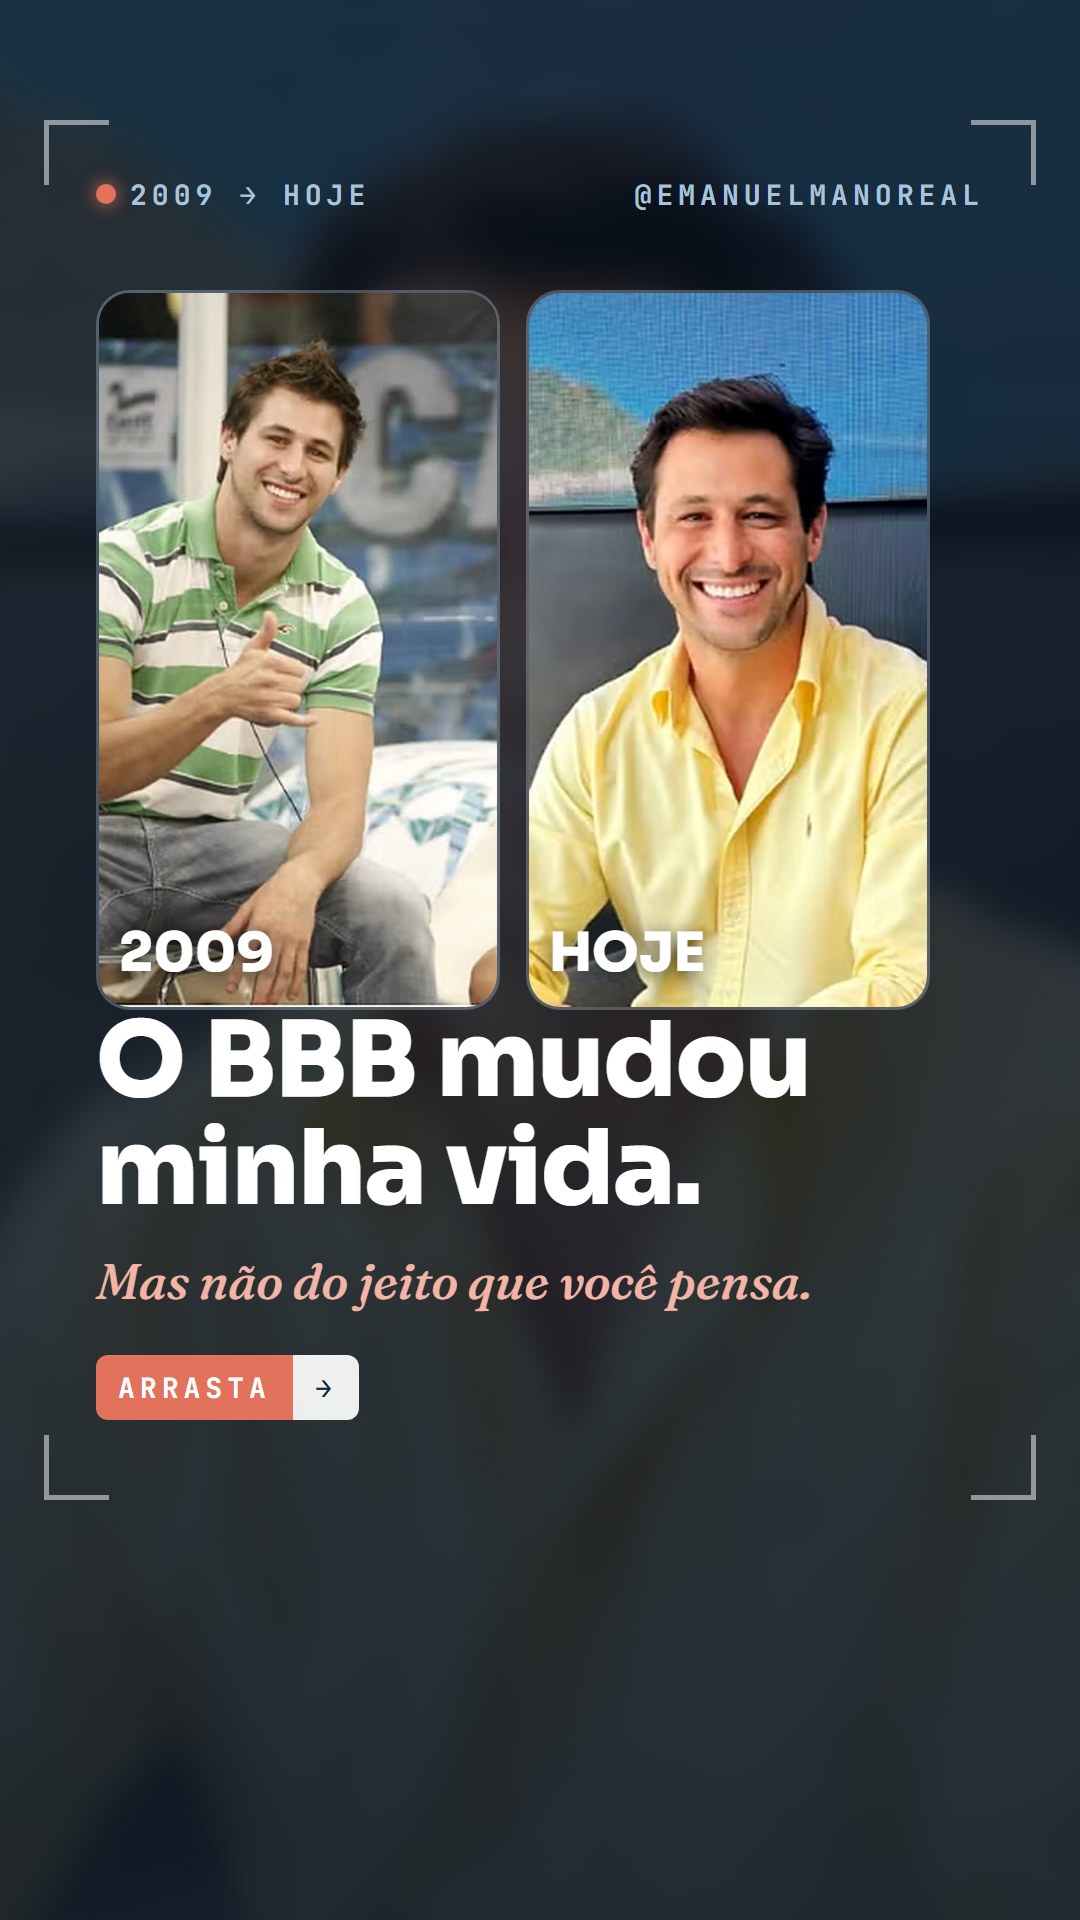 2009 → HOJE
@EMANUELMANOREAL
2009
HOJE
O BBB mudou
minha vida.
Mas não do jeito que você pensa.
ARRASTA →